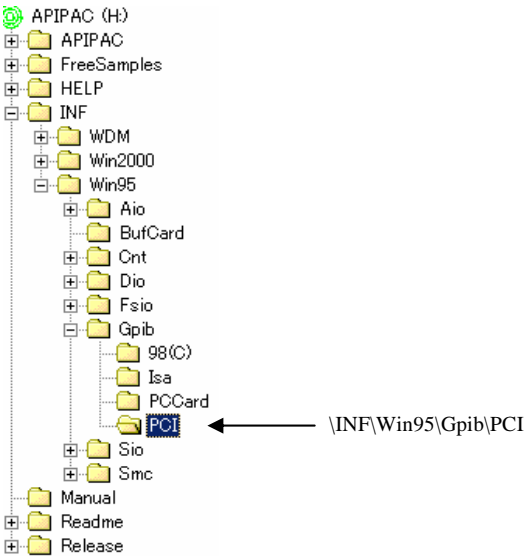 APIPAC (H:)
APIPAC
FreeSamples
HELP
INF
WDM
Win2000
Win95
Aio
BufCard
Cnt
Dio
Fsio
Gpib
98(C)
Isa
PCCard
PCI
\INF\Win95\Gpib\PCI
Sio
Smc
Manual
Readme
Release